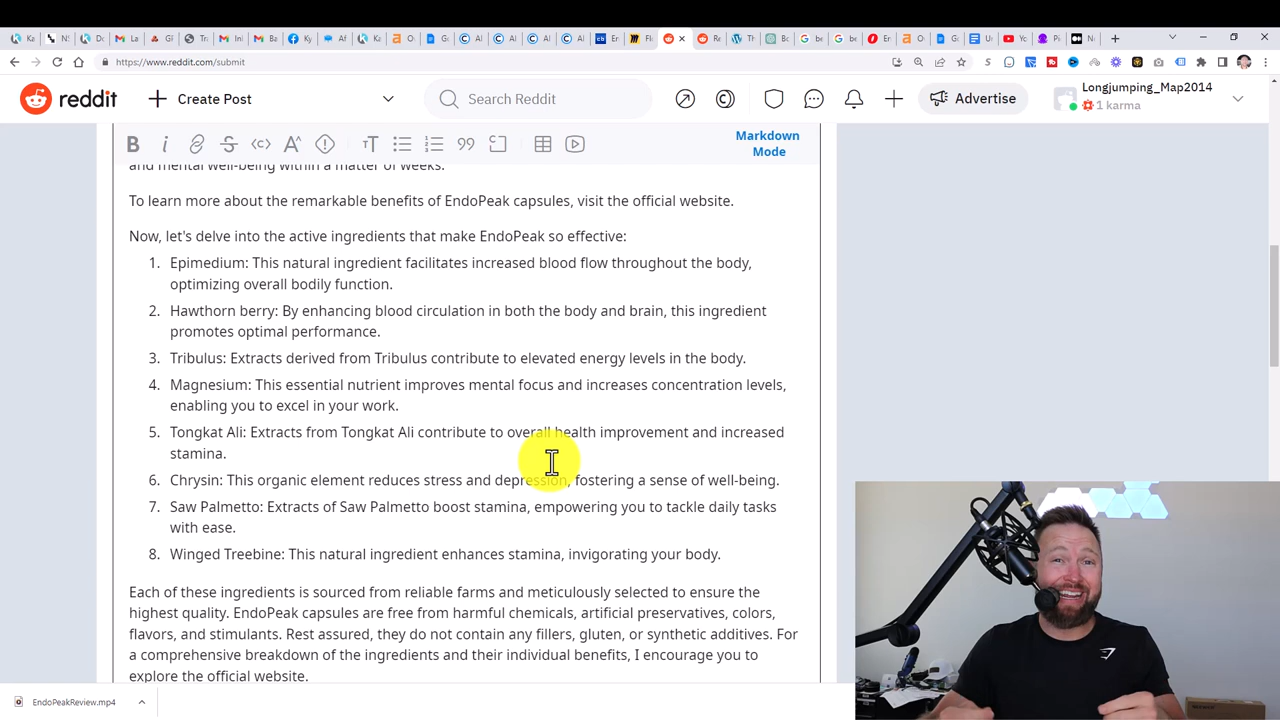 https://www.reddit.com/submit
reddit
Create Post
Search Reddit
Advertise
Longjumping_Map2014
1 karma
Markdown
Mode
and mental well-being within a matter of weeks.
To learn more about the remarkable benefits of EndoPeak capsules, visit the official website.
Now, let's delve into the active ingredients that make EndoPeak so effective:
1. Epimedium: This natural ingredient facilitates increased blood flow throughout the body,
optimizing overall bodily function.
2. Hawthorn berry: By enhancing blood circulation in both the body and brain, this ingredient
promotes optimal performance.
3. Tribulus: Extracts derived from Tribulus contribute to elevated energy levels in the body.
4. Magnesium: This essential nutrient improves mental focus and increases concentration levels,
enabling you to excel in your work.
5. Tongkat Ali: Extracts from Tongkat Ali contribute to overall health improvement and increased
stamina.
6. Chrysin: This organic element reduces stress and depression, fostering a sense of well-being.
7. Saw Palmetto: Extracts of Saw Palmetto boost stamina, empowering you to tackle daily tasks
with ease.
8. Winged Treebine: This natural ingredient enhances stamina, invigorating your body.
Each of these ingredients is sourced from reliable farms and meticulously selected to ensure the
highest quality. EndoPeak capsules are free from harmful chemicals, artificial preservatives, colors,
flavors, and stimulants. Rest assured, they do not contain any fillers, gluten, or synthetic additives. For
a comprehensive breakdown of the ingredients and their individual benefits, I encourage you to
explore the official website.
EndoPeakReview.mp4